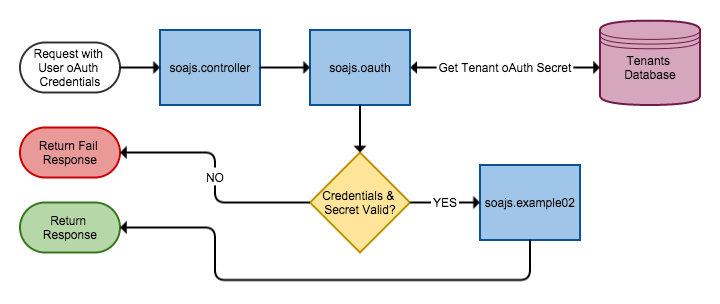 Request with
User oAuth
Credentials
soajs.controller
soajs.oauth
Get Tenant oAuth Secret
Tenants
Database
Return Fail
Response
NO
Credentials &
Secret Valid?
YES
soajs.example02
Return
Response